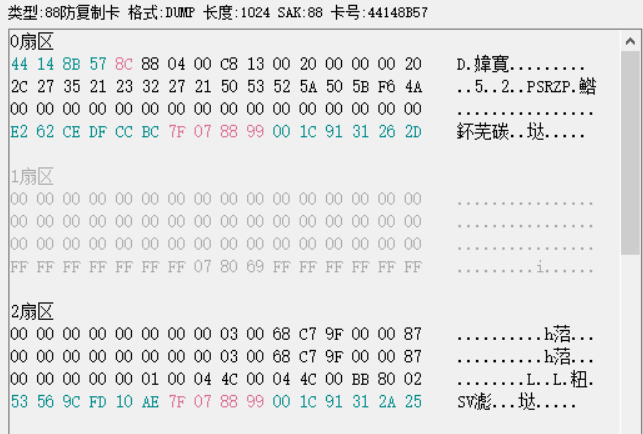 类型:88防复制卡 格式:DUMP 长度:1024 SAK:88 卡号:44148B57
0扇区
44 14 8B 57 8C 88 04 00 C8 13 00 20 00 00 00 20 D.媁寛.........
2C 27 35 21 23 32 27 21 50 53 52 5A 50 5B F6 4A ..5..2..PSRZP.鯌
00 00 00 00 00 00 00 00 00 00 00 00 00 00 00 00 ................
E2 62 CE DF CC BC 7F 07 88 99 00 1C 91 31 26 2D 鈈芜碳..垯.....
1扇区
00 00 00 00 00 00 00 00 00 00 00 00 00 00 00 00 ................
00 00 00 00 00 00 00 00 00 00 00 00 00 00 00 00 ................
00 00 00 00 00 00 00 00 00 00 00 00 00 00 00 00 ................
FF FF FF FF FF FF FF 07 80 69 FF FF FF FF FF FF .........i......
2扇区
00 00 00 00 00 00 00 00 03 00 68 C7 9F 00 00 87 ..........h菬...
00 00 00 00 00 00 00 00 03 00 68 C7 9F 00 00 87 ..........h菬...
00 00 00 00 00 01 00 04 4C 00 04 4C 00 BB 80 02 ........L..L.粈.
53 56 9C FD 10 AE 7F 07 88 99 00 1C 91 31 2A 25 SV滮...垯.....